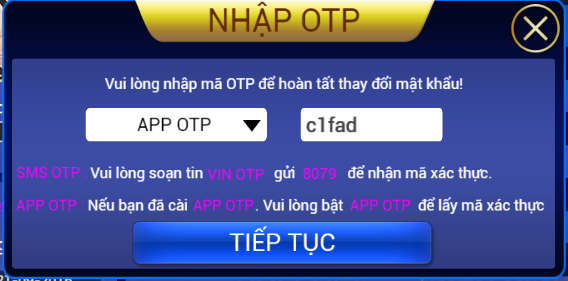 NHẬP OTP
Vui lòng nhập mã OTP để hoàn tất thay đổi mật khẩu!
APP OTP c1fad
SMS OTP: Vui lòng soạn tin VIN OTP gửi 8079 để nhận mã xác thực.
APP OTP: Nếu bạn đã cài APP OTP. Vui lòng bật APP OTP để lấy mã xác thực
TIẾP TỤC